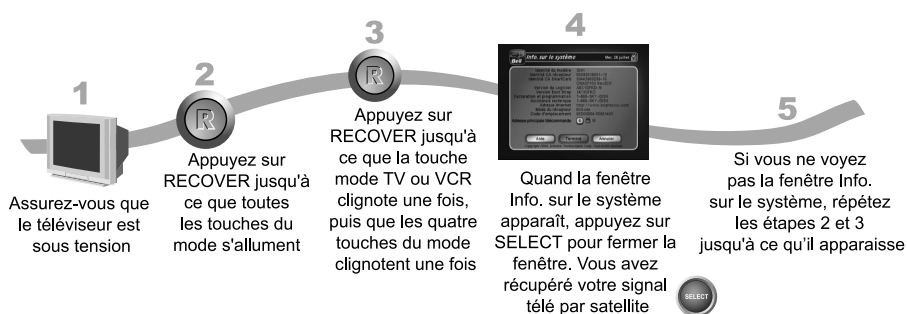 1
Assurez-vous que
le téléviseur est
sous tension
2
R
Appuyez sur
RECOVER jusqu'à
ce que toutes
les touches du
mode s'allument
3
R
Appuyez sur
RECOVER jusqu'à
ce que la touche
mode TV ou VCR
clignote une fois,
puis que les quatre
touches du mode
clignotent une fois
4
Bell
Info. sur le système
Quand la fenêtre
Info. sur le système
apparaît, appuyez sur
SELECT pour fermer la
fenêtre. Vous avez
récupéré votre signal
télé par satellite
SELECT
5
Si vous ne voyez
pas la fenêtre Info.
sur le système, répétez
les étapes 2 et 3
jusqu'à ce qu'il apparaisse